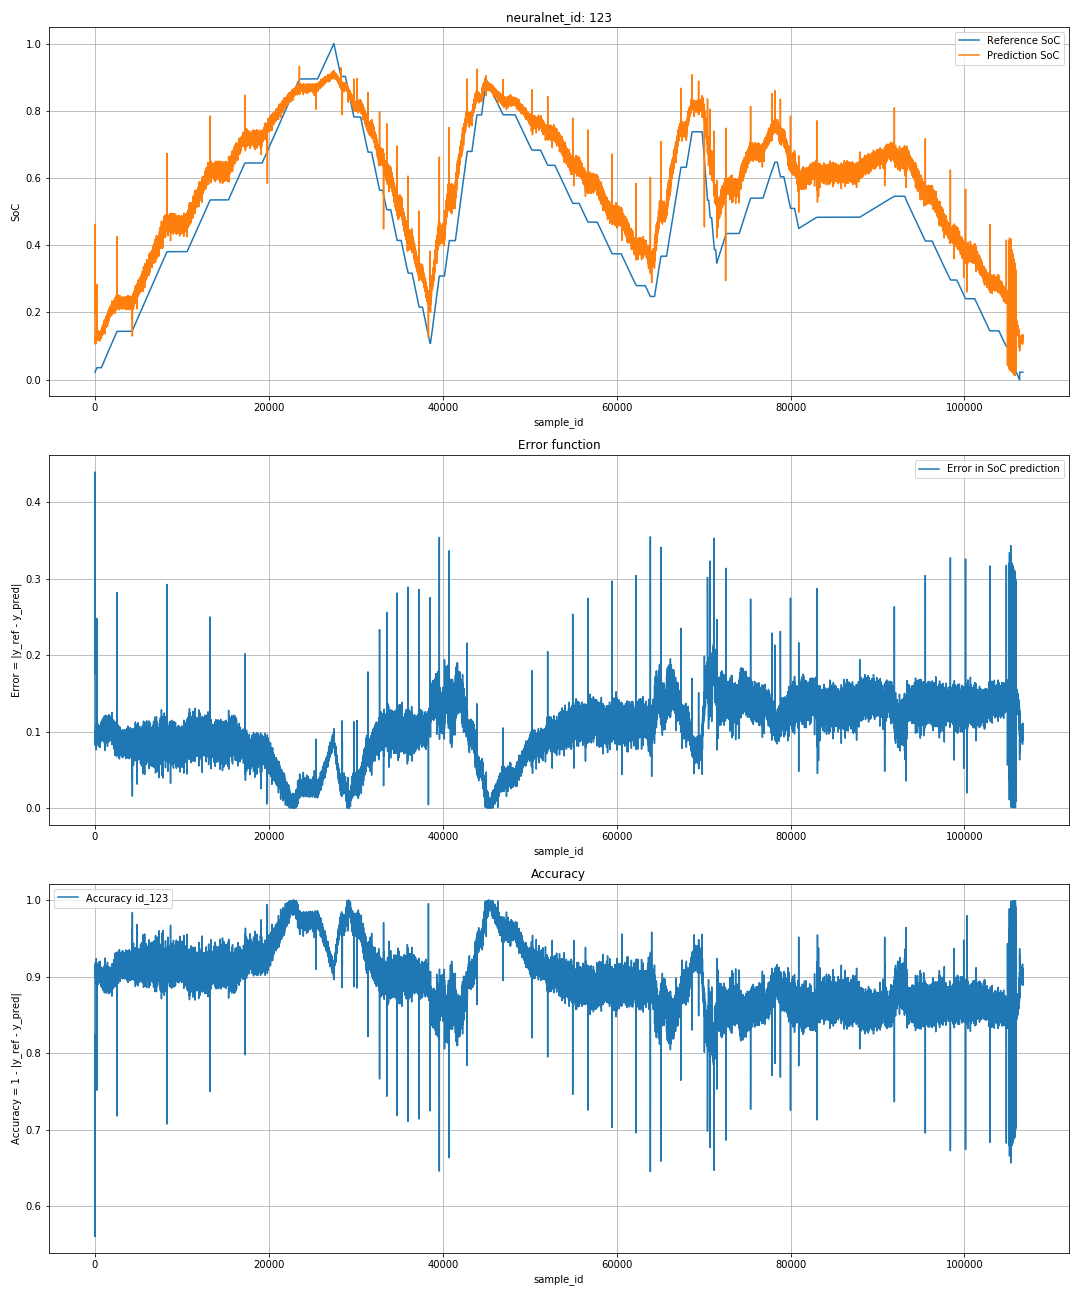 neuralnet_id: 123
Reference SoC
Prediction SoC
1.0
0.8
0.6
0.4
0.2
0.0
SoC
0 20000 40000 60000 80000 100000
sample_id
Error function
Error in SoC prediction
0.4
0.3
0.2
0.1
0.0
Error = |y_ref - y_pred|
0 20000 40000 60000 80000 100000
sample_id
Accuracy
Accuracy id_123
1.0
0.9
0.8
0.7
0.6
Accuracy = 1 - |y_ref - y_pred|
0 20000 40000 60000 80000 100000
sample_id